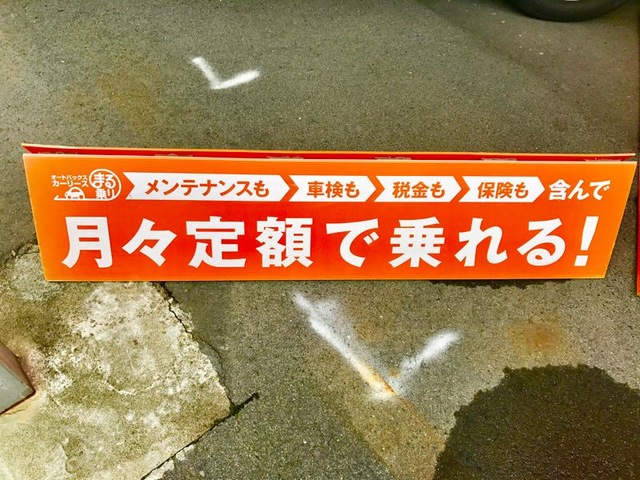 オートバックス
カーリース
まる
乗り
メンテナンスも 車検も 税金も 保険も 含んで
月々定額で乗れる!